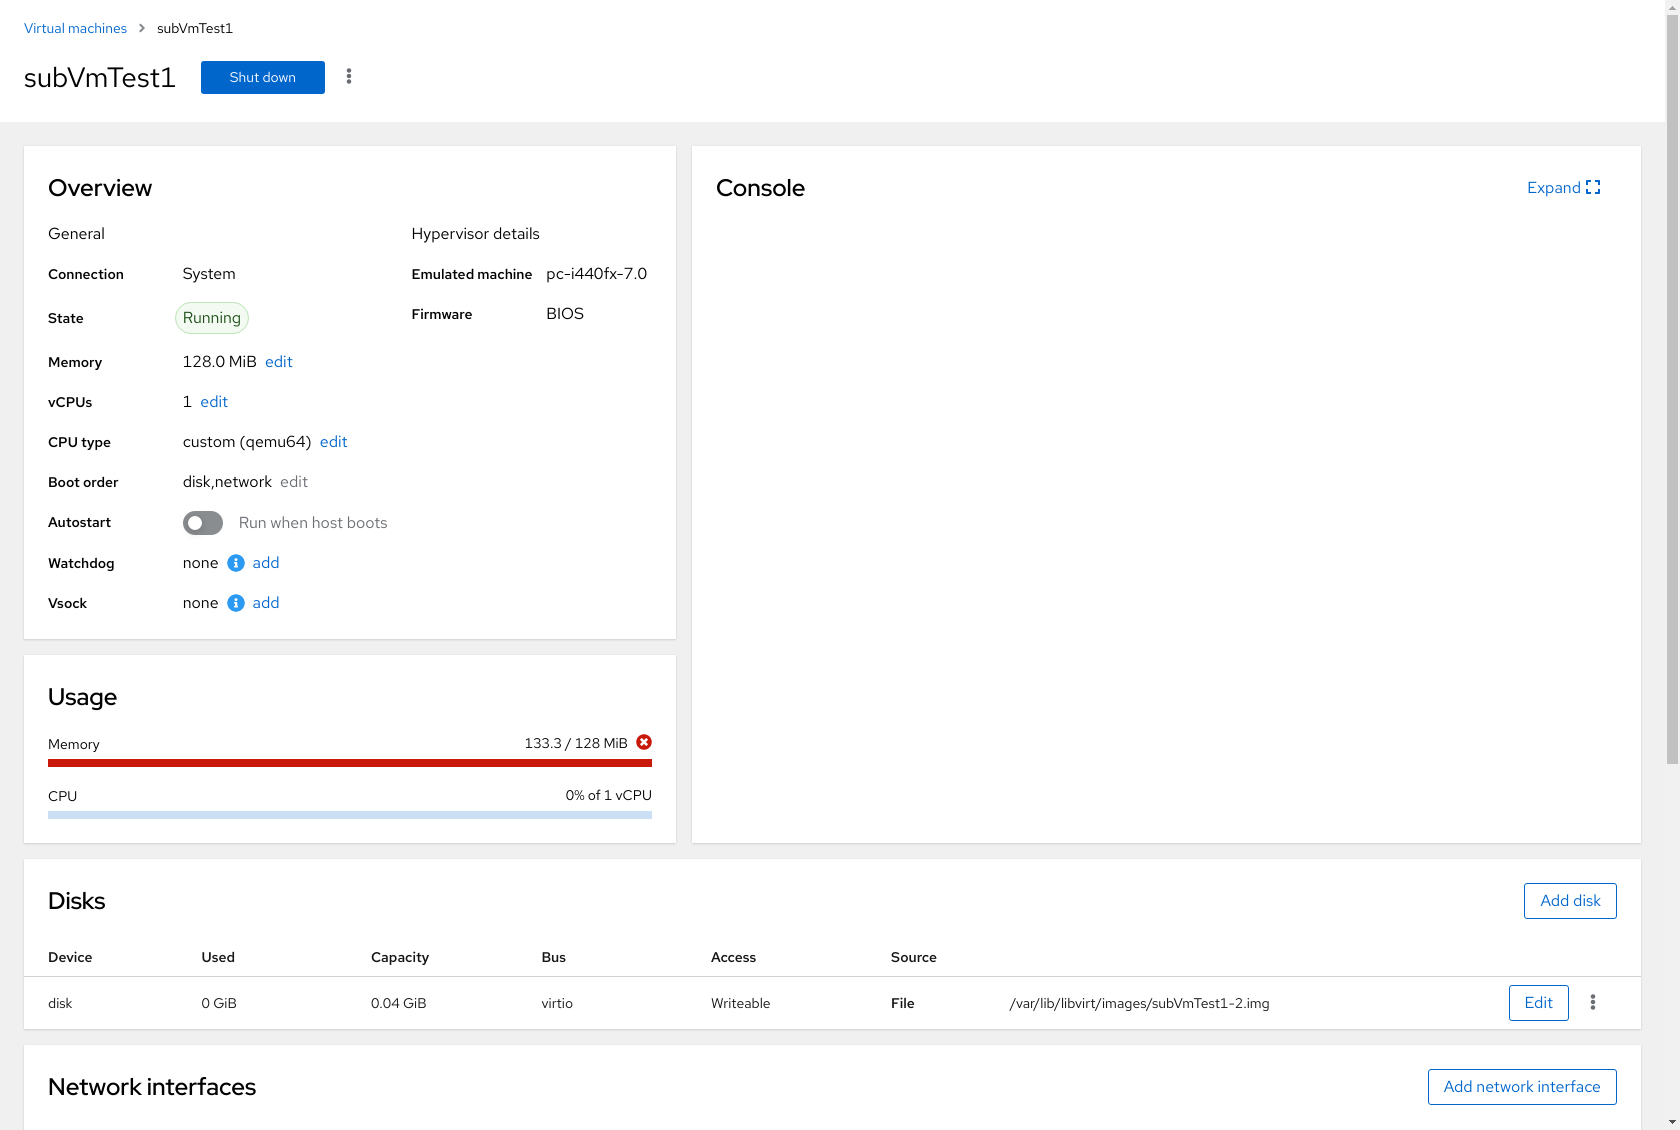 Virtual machines > subVmTest1
subVmTest1 Shut down
Overview
General
Connection System
State Running
Memory 128.0 MiB edit
vCPUs 1 edit
CPU type custom (qemu64) edit
Boot order disk,network edit
Autostart Run when host boots
Watchdog none add
Vsock none add
Hypervisor details
Emulated machine pc-i440fx-7.0
Firmware BIOS
Console Expand
Usage
Memory 133.3 / 128 MiB
CPU 0% of 1 vCPU
Disks Add disk
Device Used Capacity Bus Access Source
disk 0 GiB 0.04 GiB virtio Writeable File /var/lib/libvirt/images/subVmTest1-2.img Edit
Network interfaces Add network interface